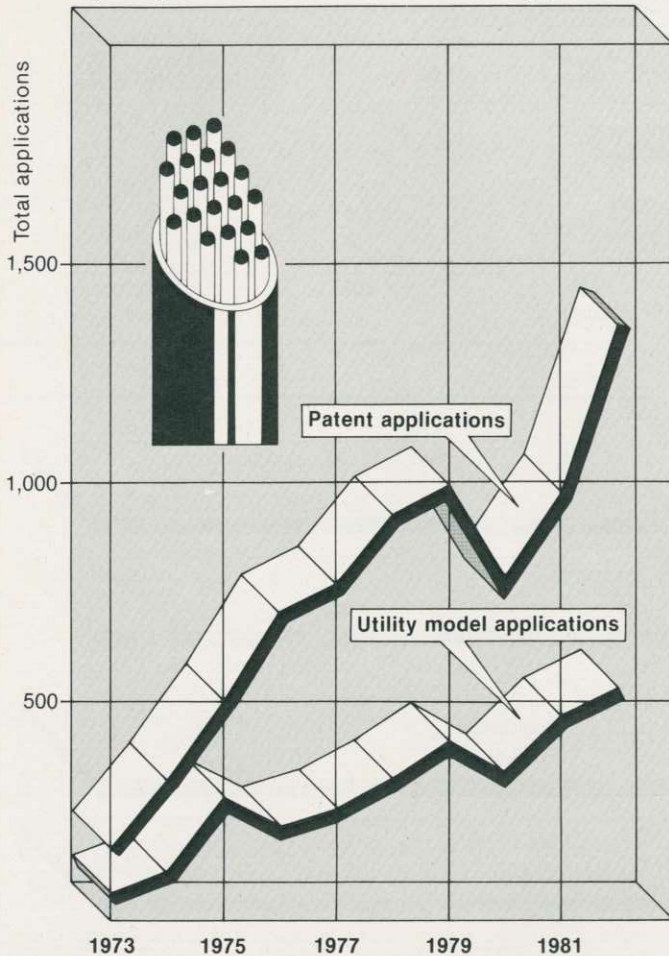 Total applications
1,500
1,000
500
Patent applications
Utility model applications
1973 1975 1977 1979 1981